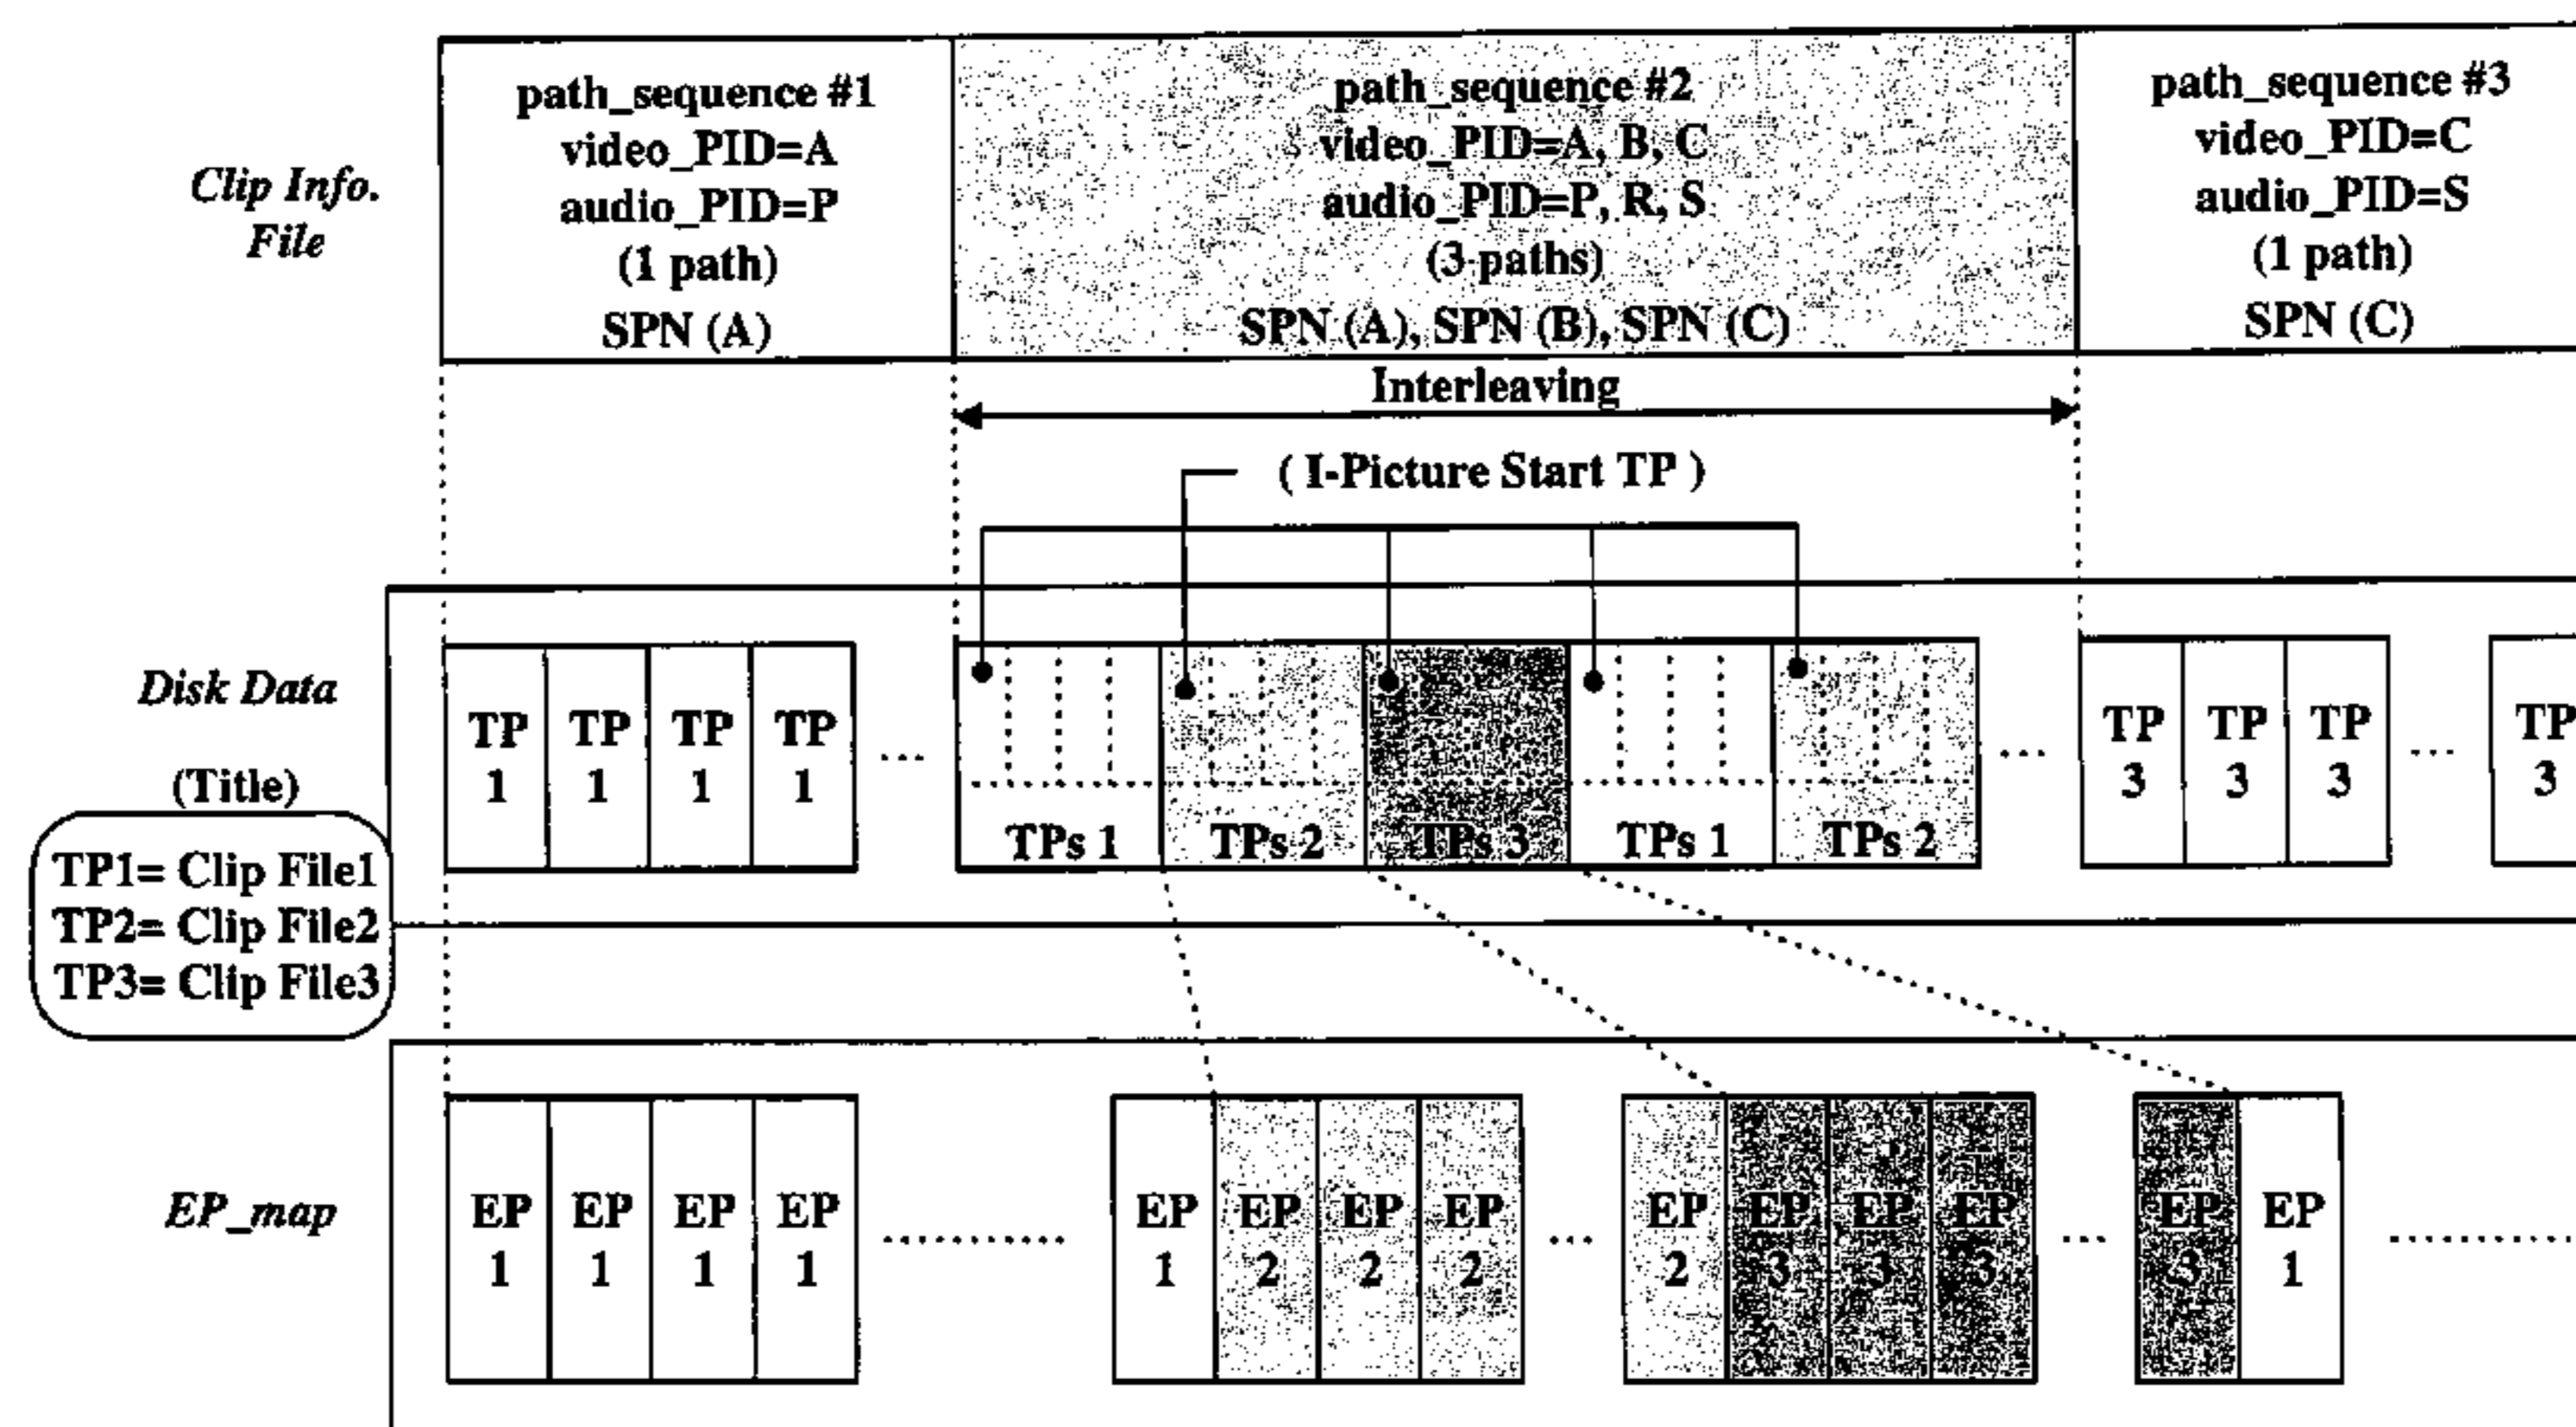 path_sequence #1
video_PID=A
audio_PID=P
(1 path)
SPN (A)
path_sequence #2
video_PID=A, B, C
audio_PID=P, R, S
(3 paths)
SPN (A), SPN (B), SPN (C)
path_sequence #3
video_PID=C
audio_PID=S
(1 path)
SPN (C)
Clip Info.
File
Interleaving
( I-Picture Start TP )
Disk Data
(Title)
TP1= Clip File1
TP2= Clip File2
TP3= Clip File3
TP TP TP TP
1 1 1 1
...
TPs 1 TPs 2 TPs 3 TPs 1 TPs 2
...
TP TP TP
3 3 3
...
TP
3
EP_map
EP EP EP EP
1 1 1 1
..........
EP EP EP EP
1 2 2 2
...
EP EP EP EP
2 3 3 3
...
EP EP
3 1
..........